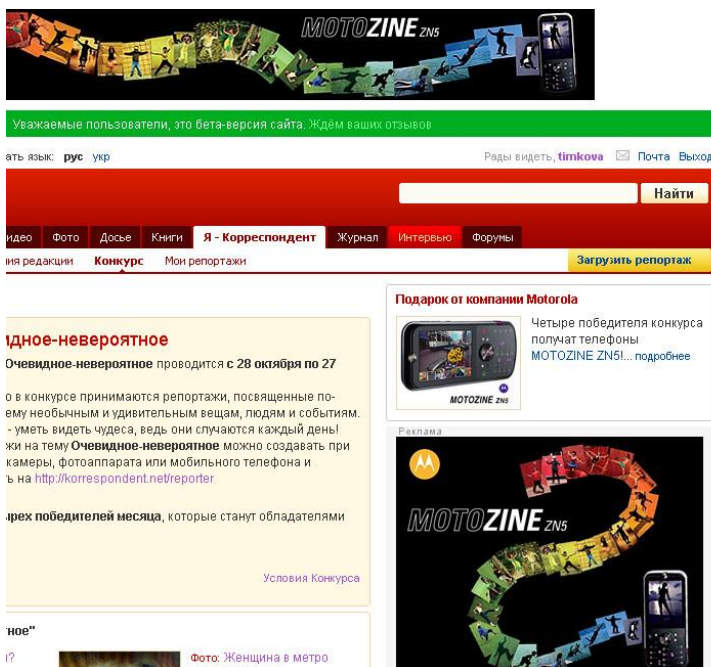 MOTOZINE ZN5
Уважаемые пользователи, это бета-версия сайта. Ждём ваших отзывов
ать язык: рус укр
Рады видеть, timkova Почта Выход
Найти
идео Фото Досье Книги Я - Корреспондент Журнал Интервью Форумы
ия редакции Конкурс Мои репортажи
Загрузить репортаж
идное-невероятное
Очевидное-невероятное проводится с 28 октября по 27
о в конкурсе принимаются репортажи, посвященные по-
ему необычным и удивительным вещам, людям и событиям.
- уметь видеть чудеса, ведь они случаются каждый день!
жи на тему Очевидное-невероятное можно создавать при
камеры, фотоаппарата или мобильного телефона и
ть на http://korrespondent.net/reporter
ырех победителей месяца, которые станут обладателями
Условия Конкурса
тное"
а?
Фото: Женщина в метро
Подарок от компании Motorola
Четыре победителя конкурса
получат телефоны
MOTOZINE ZN5!... подробнее
MOTOZINE ZN5
Реклама
MOTOZINE ZN5